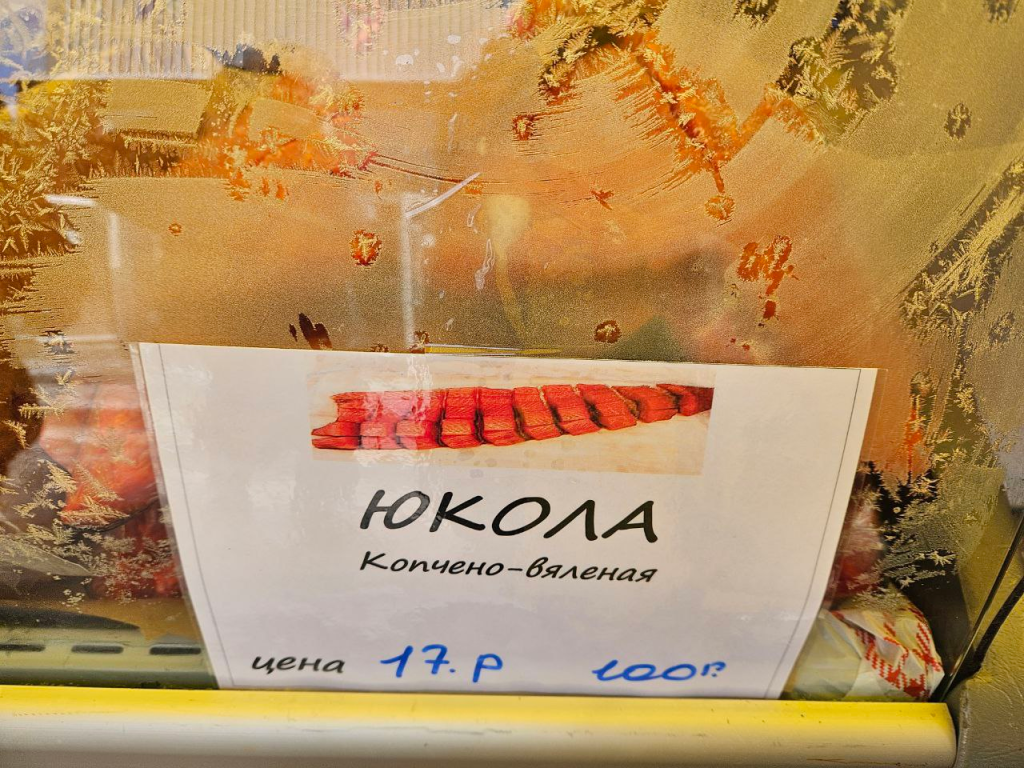 ЮКОЛА
Копчено-вяленая
цена 17.р 100г